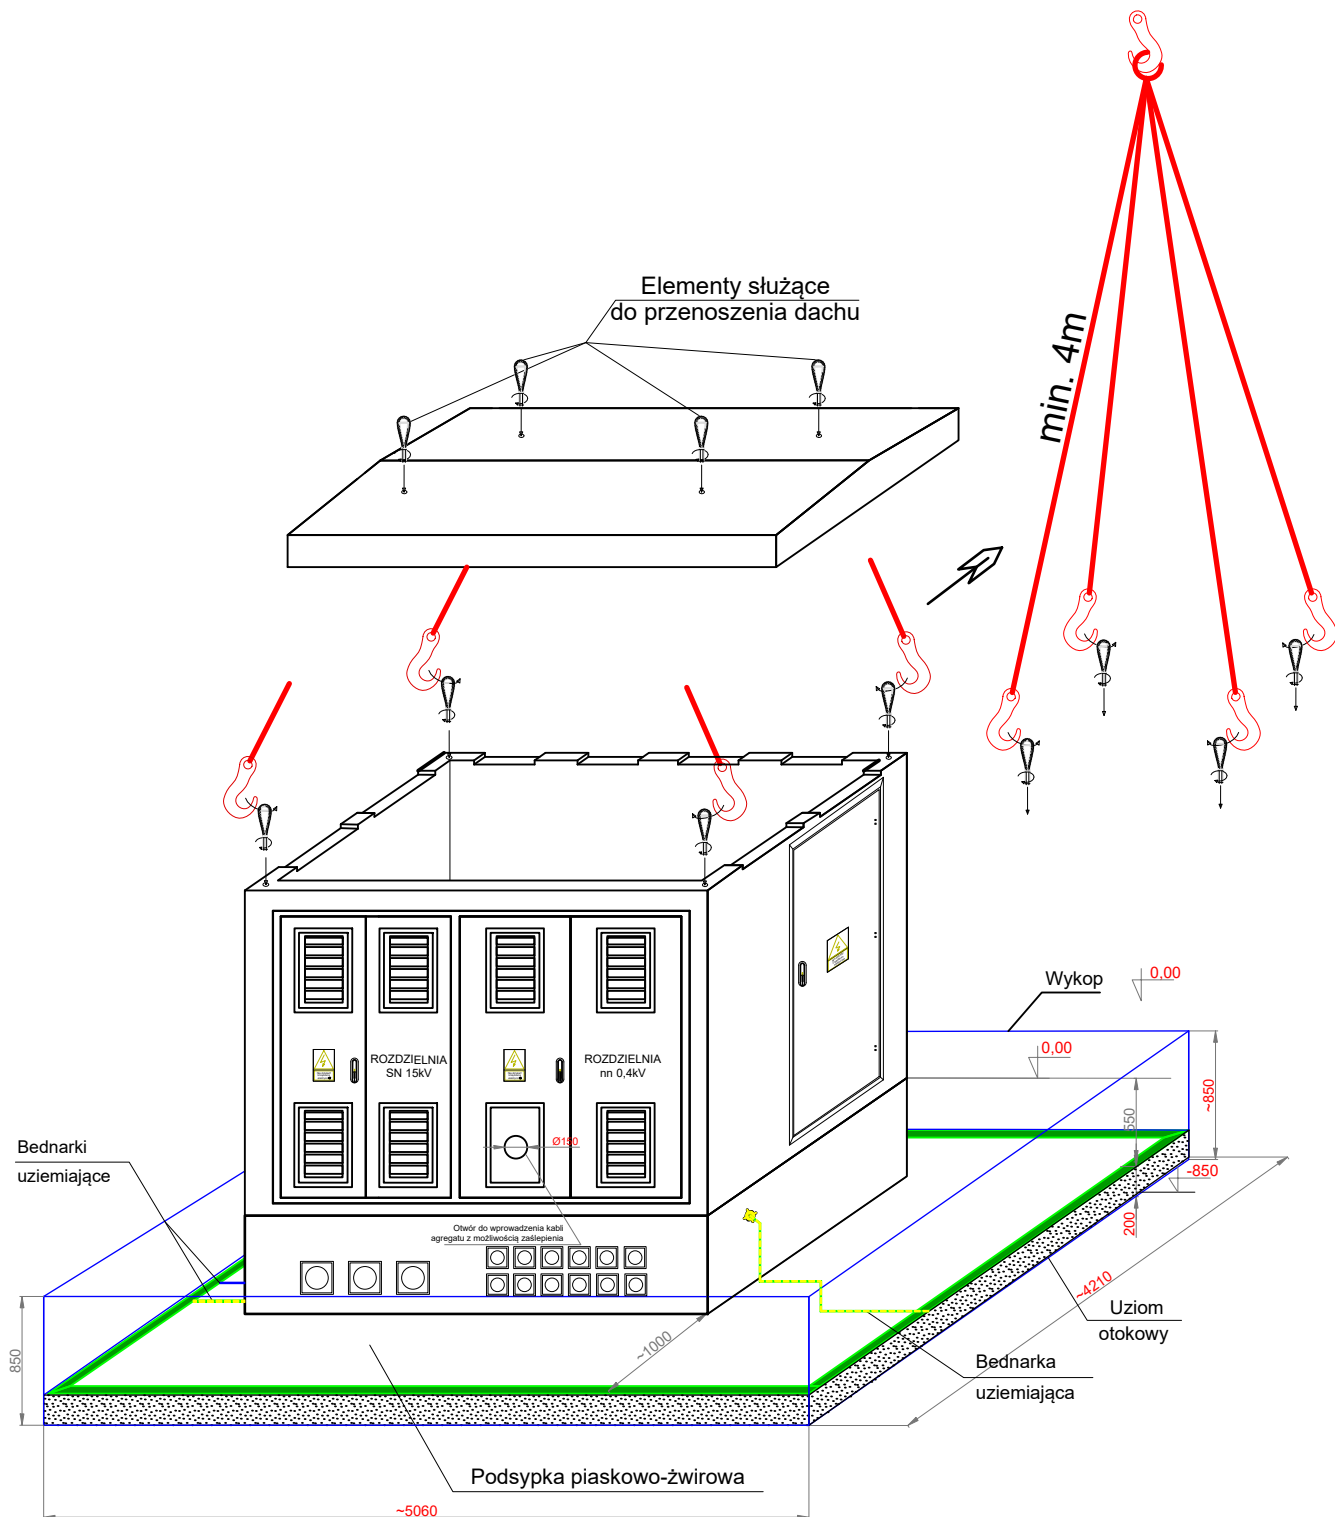 Elementy służące
do przenoszenia dachu
min. 4m
Wykop
0,00
0,00
~850
550
-850
200
~4210
ROZDZIELNIA
SN 15kV
ROZDZIELNIA
nn 0,4kV
Ø150
Bednarki
uziemiające
Otwór do wprowadzenia kabli
agregatu z możliwością zaślepienia
Uziom
otokowy
~1000
Bednarka
uziemiająca
850
Podsypka piaskowo-żwirowa
~5060